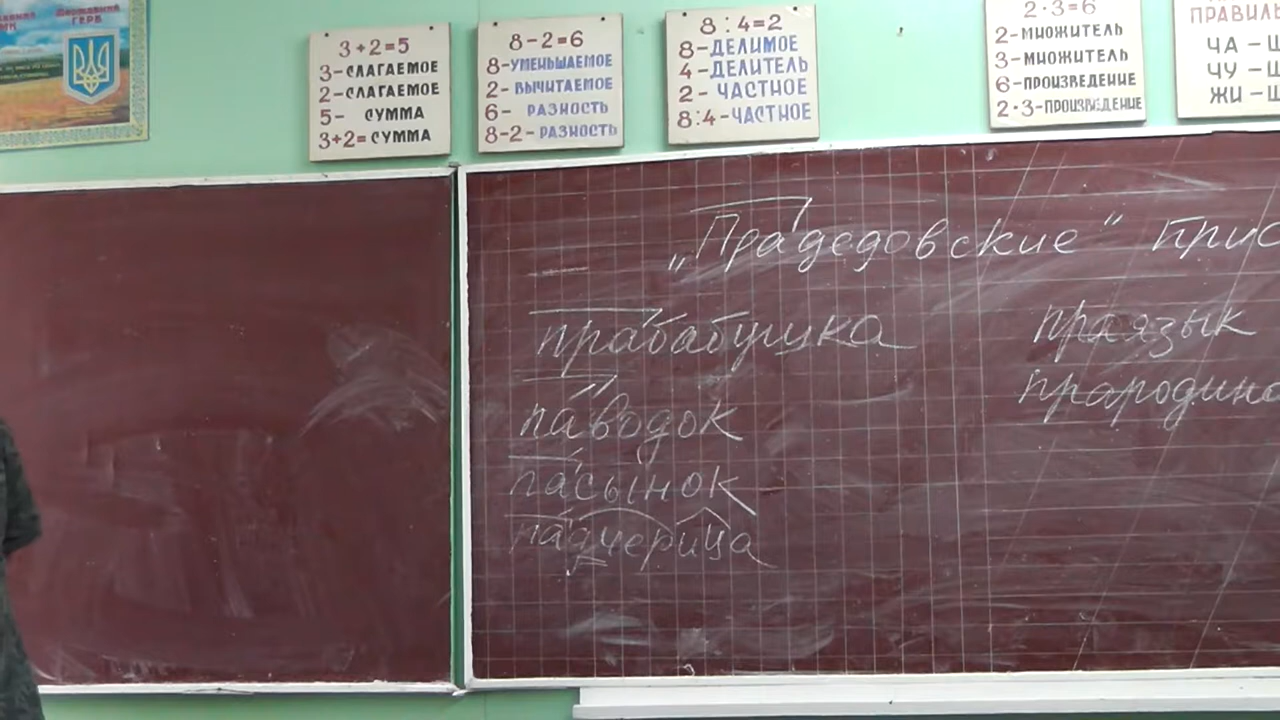 Державний
ГЕРБ
3+2=5
3-СЛАГАЕМОЕ
2-СЛАГАЕМОЕ
5- СУММА
3+2=СУММА
8-2=6
8-УМЕНЬШАЕМОЕ
2-ВЫЧИТАЕМОЕ
6- РАЗНОСТЬ
8-2-РАЗНОСТЬ
8:4=2
8-ДЕЛИМОЕ
4-ДЕЛИТЕЛЬ
2-ЧАСТНОЕ
8:4-ЧАСТНОЕ
2·3=6
2-МНОЖИТЕЛЬ
3-МНОЖИТЕЛЬ
6-ПРОИЗВЕДЕНИЕ
2·3-ПРОИЗВЕДЕНИЕ
ПРАВИЛЬ
ЧА-Щ
ЧУ-Щ
ЖИ-Ш
„Прадедовские" прис
прабабушка
паводок
пасынок
падчерица
праязык
прародина